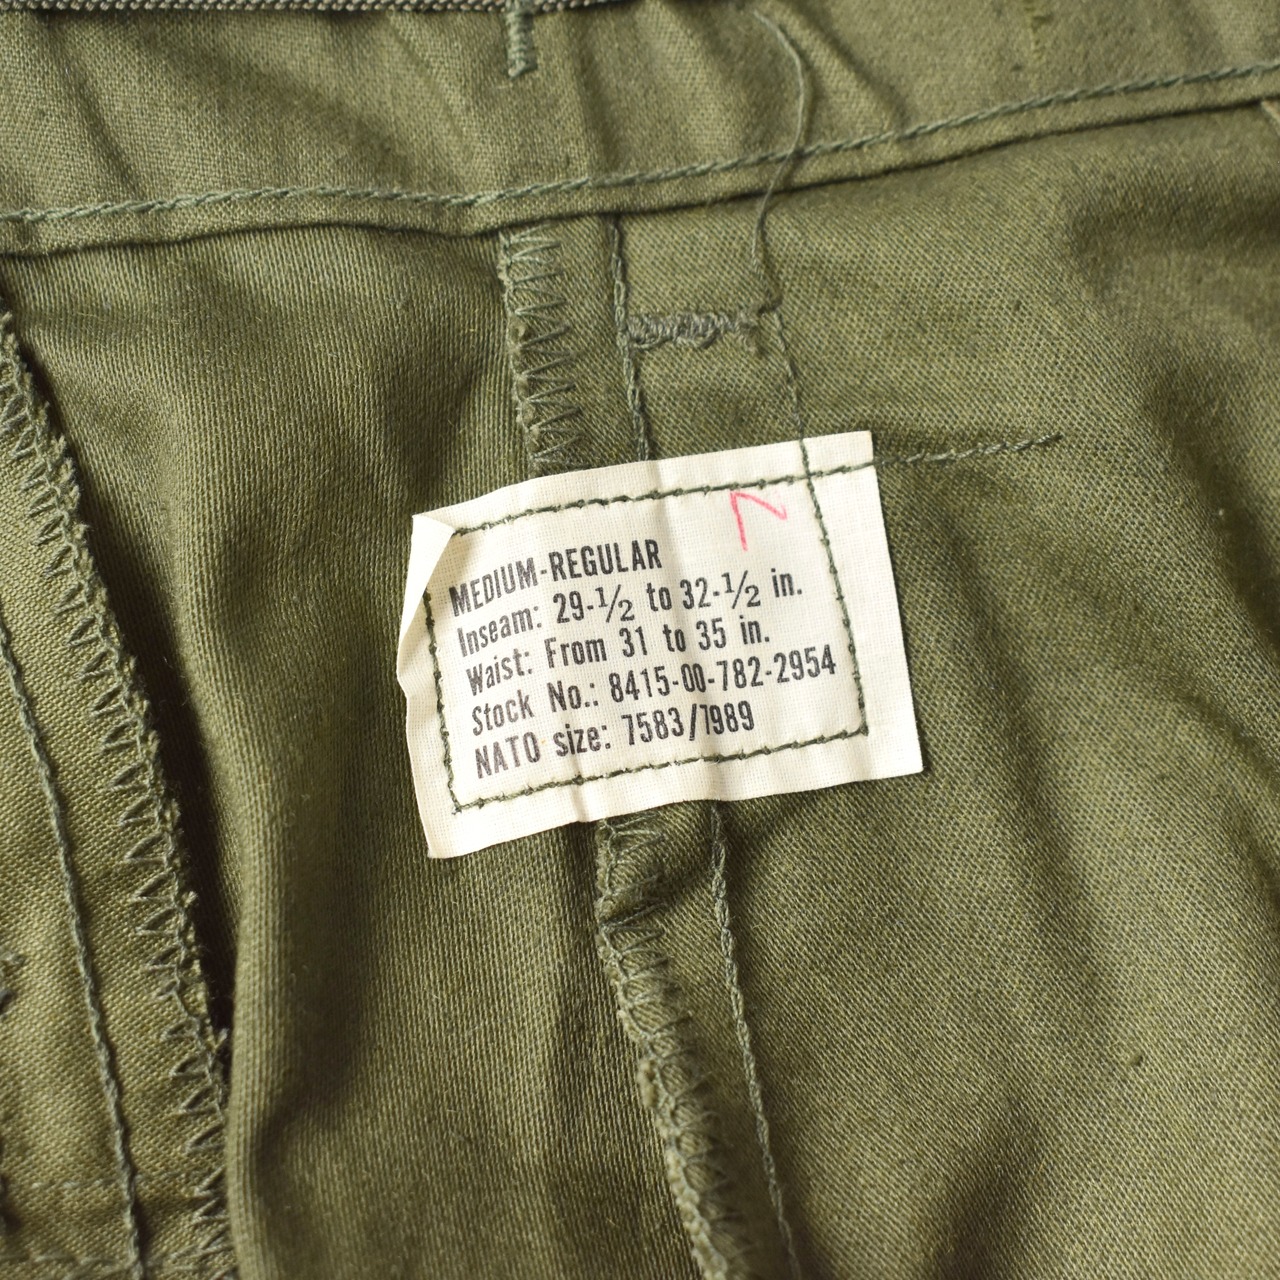 MEDIUM-REGULAR
Inseam: 29-1/2 to 32-1/2 in.
Waist: From 31 to 35 in.
Stock No.: 8415-00-782-2954
NATO size: 7583/7989